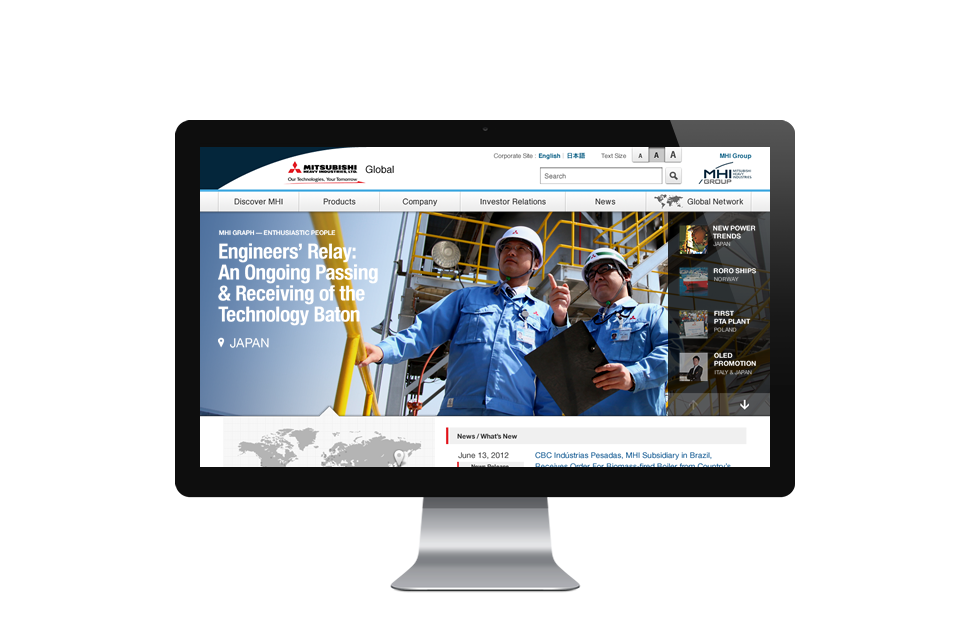 Corporate Site : English | 日本語
Text Size A A A
MHI Group
MITSUBISHI
HEAVY INDUSTRIES, LTD.
Global
Our Technologies, Your Tomorrow
Search
MHI
GROUP
MITSUBISHI
HEAVY
INDUSTRIES
Discover MHI
Products
Company
Investor Relations
News
Global Network
MHI GRAPH — ENTHUSIASTIC PEOPLE
Engineers' Relay:
An Ongoing Passing
& Receiving of the
Technology Baton
JAPAN
NEW POWER
TRENDS
JAPAN
RORO SHIPS
NORWAY
FIRST
PTA PLANT
POLAND
OLED
PROMOTION
ITALY & JAPAN
News / What's New
June 13, 2012
CBC Indústrias Pesadas, MHI Subsidiary in Brazil,
News Release
Receives Order For Biomass-fired Boiler from Country's